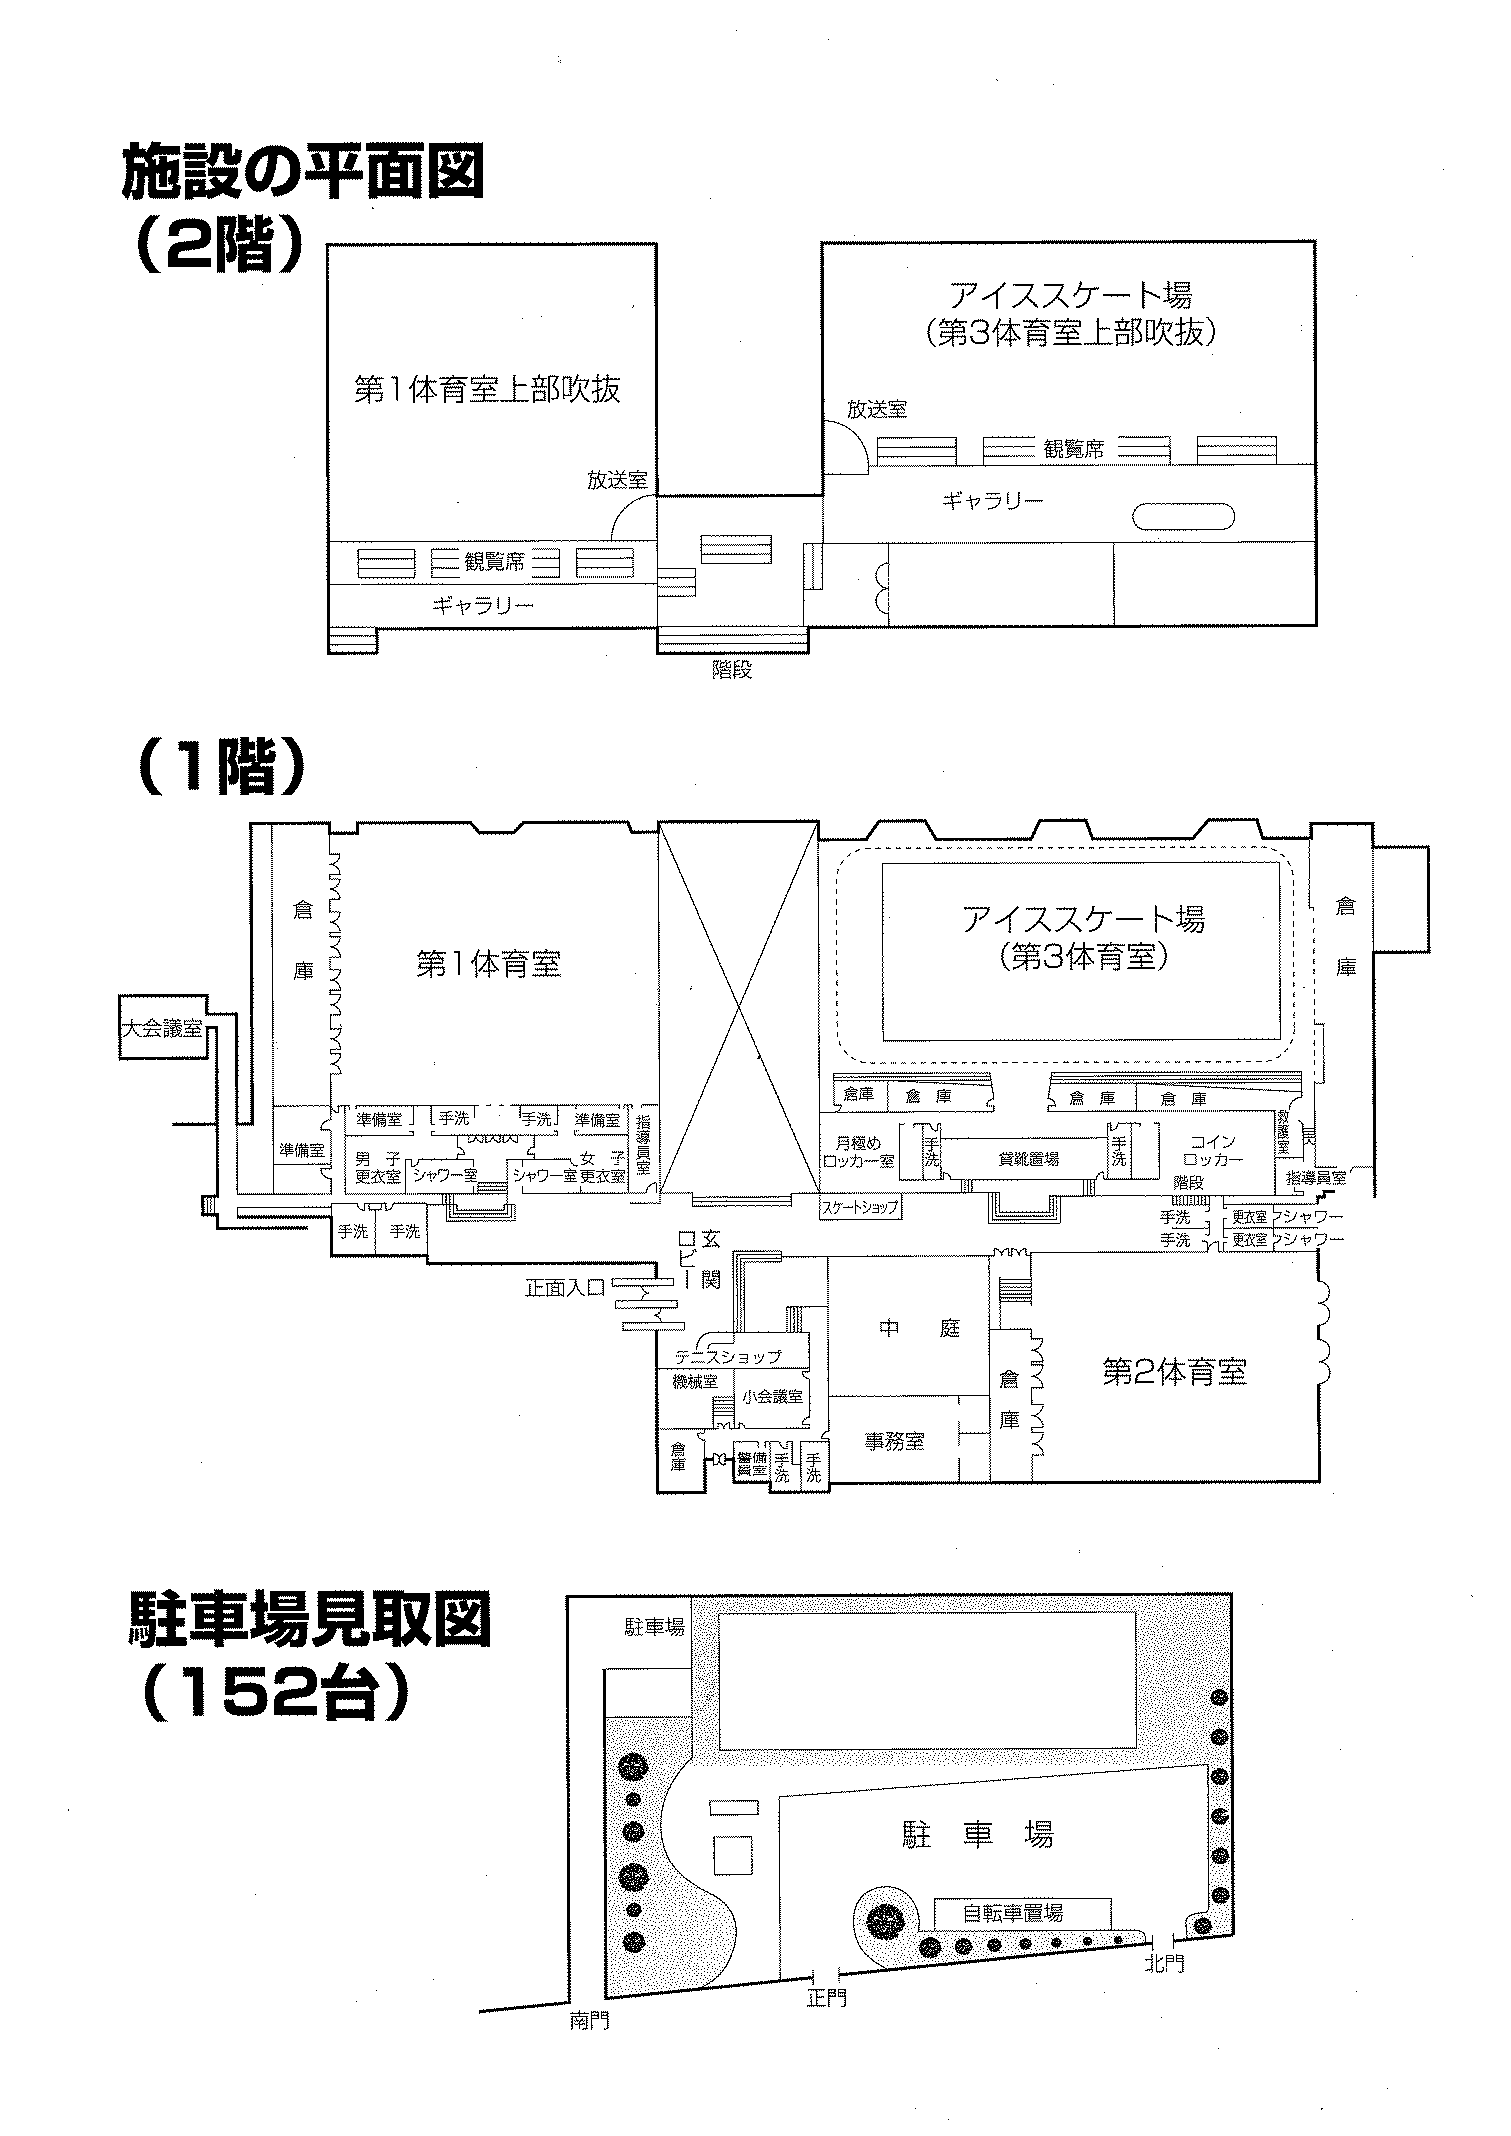 施設の平面図
（2階）
アイススケート場
（第3体育室上部吹抜）
第1体育室上部吹抜
放送室
観覧席
放送室
ギャラリー
観覧席
ギャラリー
階段
（1階）
倉庫
第1体育室
アイススケート場
（第3体育室）
倉庫
大会議室
倉庫
倉庫
倉庫
倉庫
準備室
手洗
手洗
準備室
指導員室
準備室
男子
更衣室
シャワー室
シャワー室
女子
更衣室
月極め
ロッカー室
手洗
貸靴置場
手洗
コイン
ロッカー
救護室
指導員室
階段
スケートショップ
手洗
手洗
手洗
更衣室
シャワー
手洗
更衣室
シャワー
玄関
ロビー
正面入口
中庭
テニスショップ
機械室
小会議室
倉庫
第2体育室
事務室
倉庫
警備
員室
手洗
手洗
駐車場見取図
（152台）
駐車場
駐車場
自転車置場
北門
正門
南門